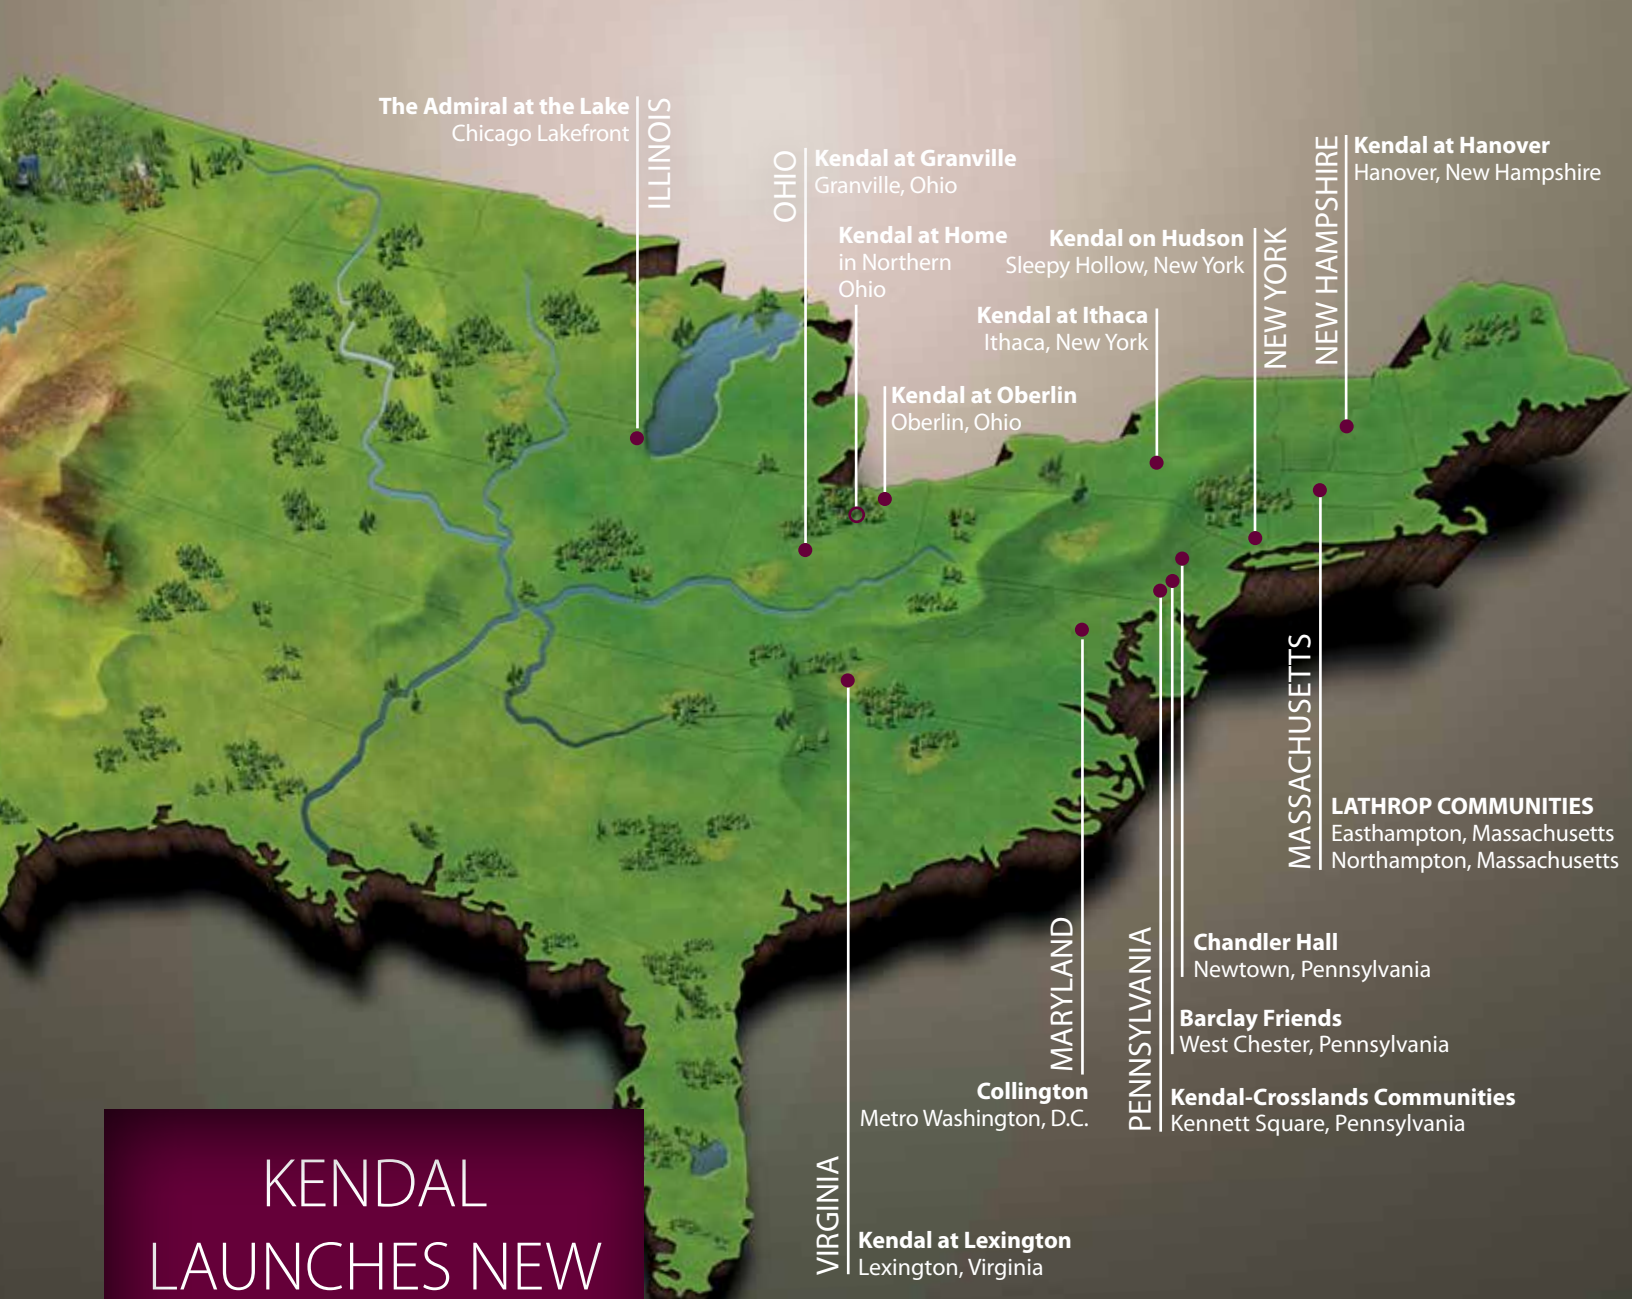 The Admiral at the Lake
Chicago Lakefront
ILLINOIS
OHIO
Kendal at Granville
Granville, Ohio
Kendal at Home
in Northern
Ohio
Kendal at Oberlin
Oberlin, Ohio
Kendal on Hudson
Sleepy Hollow, New York
Kendal at Ithaca
Ithaca, New York
NEW YORK
NEW HAMPSHIRE
Kendal at Hanover
Hanover, New Hampshire
MASSACHUSETTS
LATHROP COMMUNITIES
Easthampton, Massachusetts
Northampton, Massachusetts
PENNSYLVANIA
Chandler Hall
Newtown, Pennsylvania
Barclay Friends
West Chester, Pennsylvania
Kendal-Crosslands Communities
Kennett Square, Pennsylvania
MARYLAND
Collington
Metro Washington, D.C.
VIRGINIA
Kendal at Lexington
Lexington, Virginia
KENDAL
LAUNCHES NEW